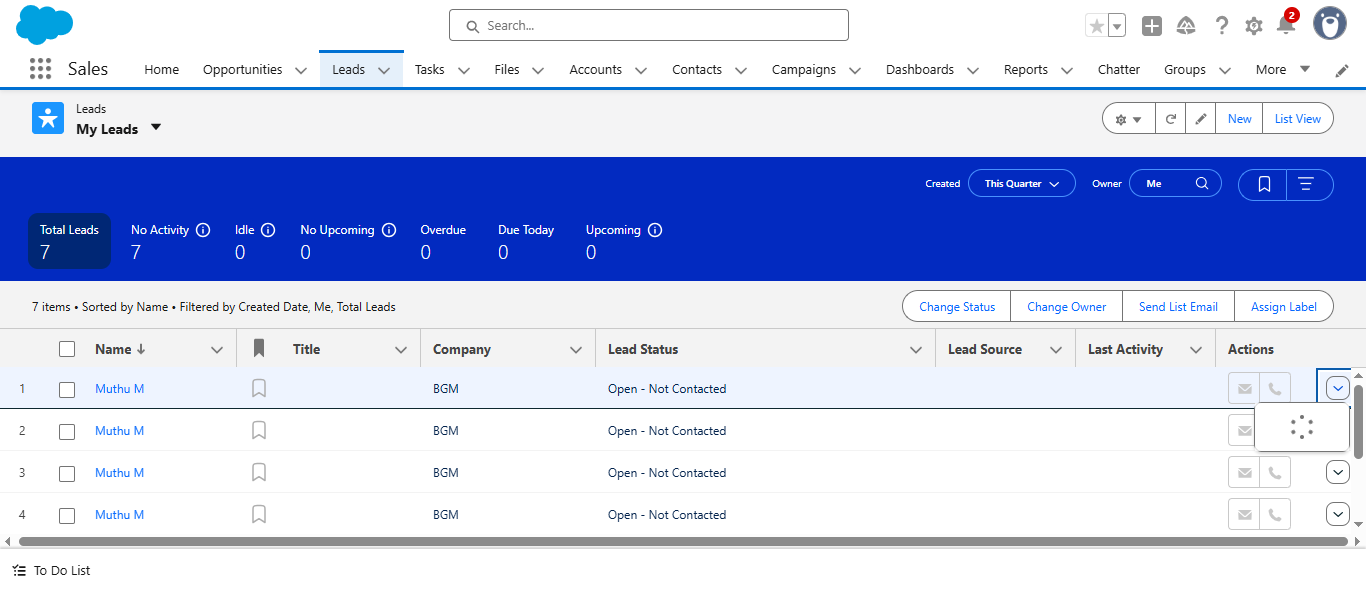 Search...
2
Sales Home Opportunities Leads Tasks Files Accounts Contacts Campaigns Dashboards Reports Chatter Groups More
Leads
My Leads
New List View
Created This Quarter Owner Me
Total Leads No Activity Idle No Upcoming Overdue Due Today Upcoming
7 7 0 0 0 0 0
7 items • Sorted by Name • Filtered by Created Date, Me, Total Leads
Change Status Change Owner Send List Email Assign Label
Name Title Company Lead Status Lead Source Last Activity Actions
1 Muthu M BGM Open - Not Contacted
2 Muthu M BGM Open - Not Contacted
3 Muthu M BGM Open - Not Contacted
4 Muthu M BGM Open - Not Contacted
To Do List